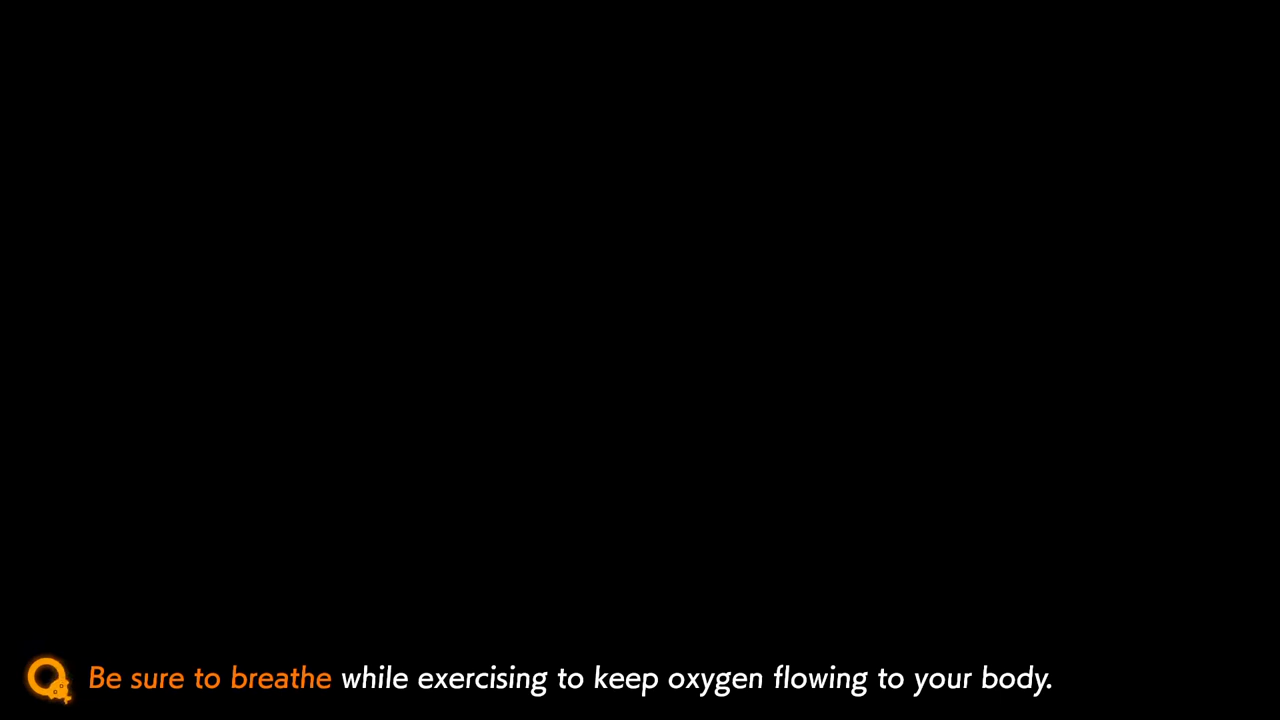 Be sure to breathe while exercising to keep oxygen flowing to your body.